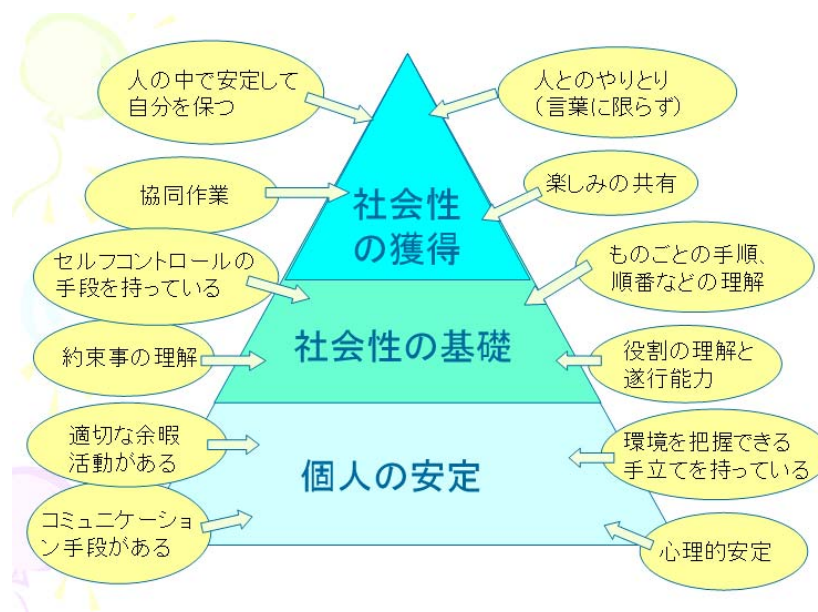 人の中で安定して
自分を保つ
人とのやりとり
（言葉に限らず）
協同作業
楽しみの共有
社会性
の獲得
セルフコントロールの
手段を持っている
ものごとの手順、
順番などの理解
社会性の基礎
約束事の理解
役割の理解と
遂行能力
適切な余暇
活動がある
環境を把握できる
手立てを持っている
個人の安定
コミュニケーショ
ン手段がある
心理的安定